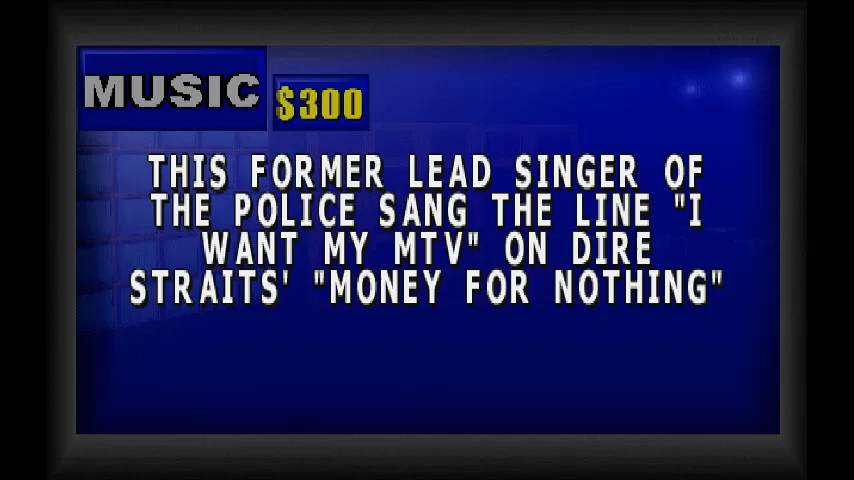 MUSIC
$300
THIS FORMER LEAD SINGER OF
THE POLICE SANG THE LINE "I
WANT MY MTV" ON DIRE
STRAITS' "MONEY FOR NOTHING"